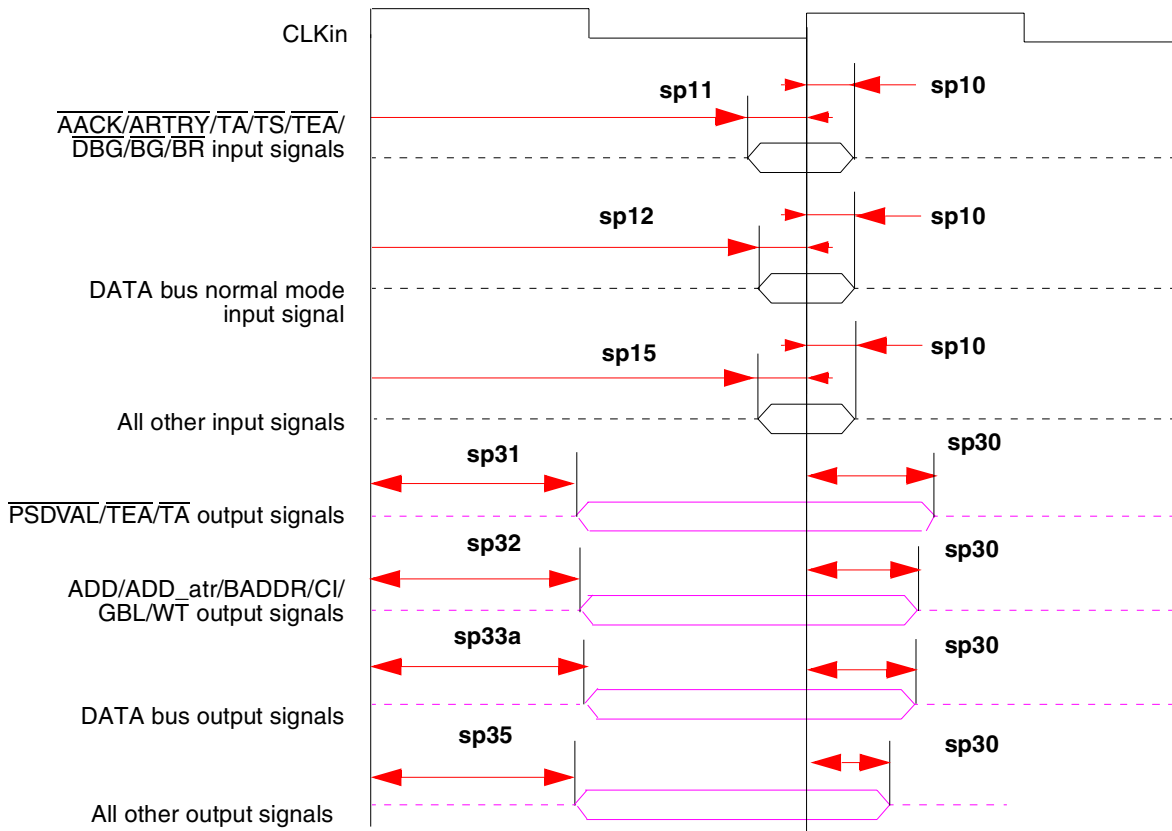 CLKin
sp11
sp10
AACK/ARTRY/TA/TS/TEA/
DBG/BG/BR input signals
sp12
sp10
DATA bus normal mode
input signal
sp15
sp10
All other input signals
sp31
sp30
PSDVAL/TEA/TA output signals
sp32
sp30
ADD/ADD_atr/BADDR/CI/
GBL/WT output signals
sp33a
sp30
DATA bus output signals
sp35
sp30
All other output signals